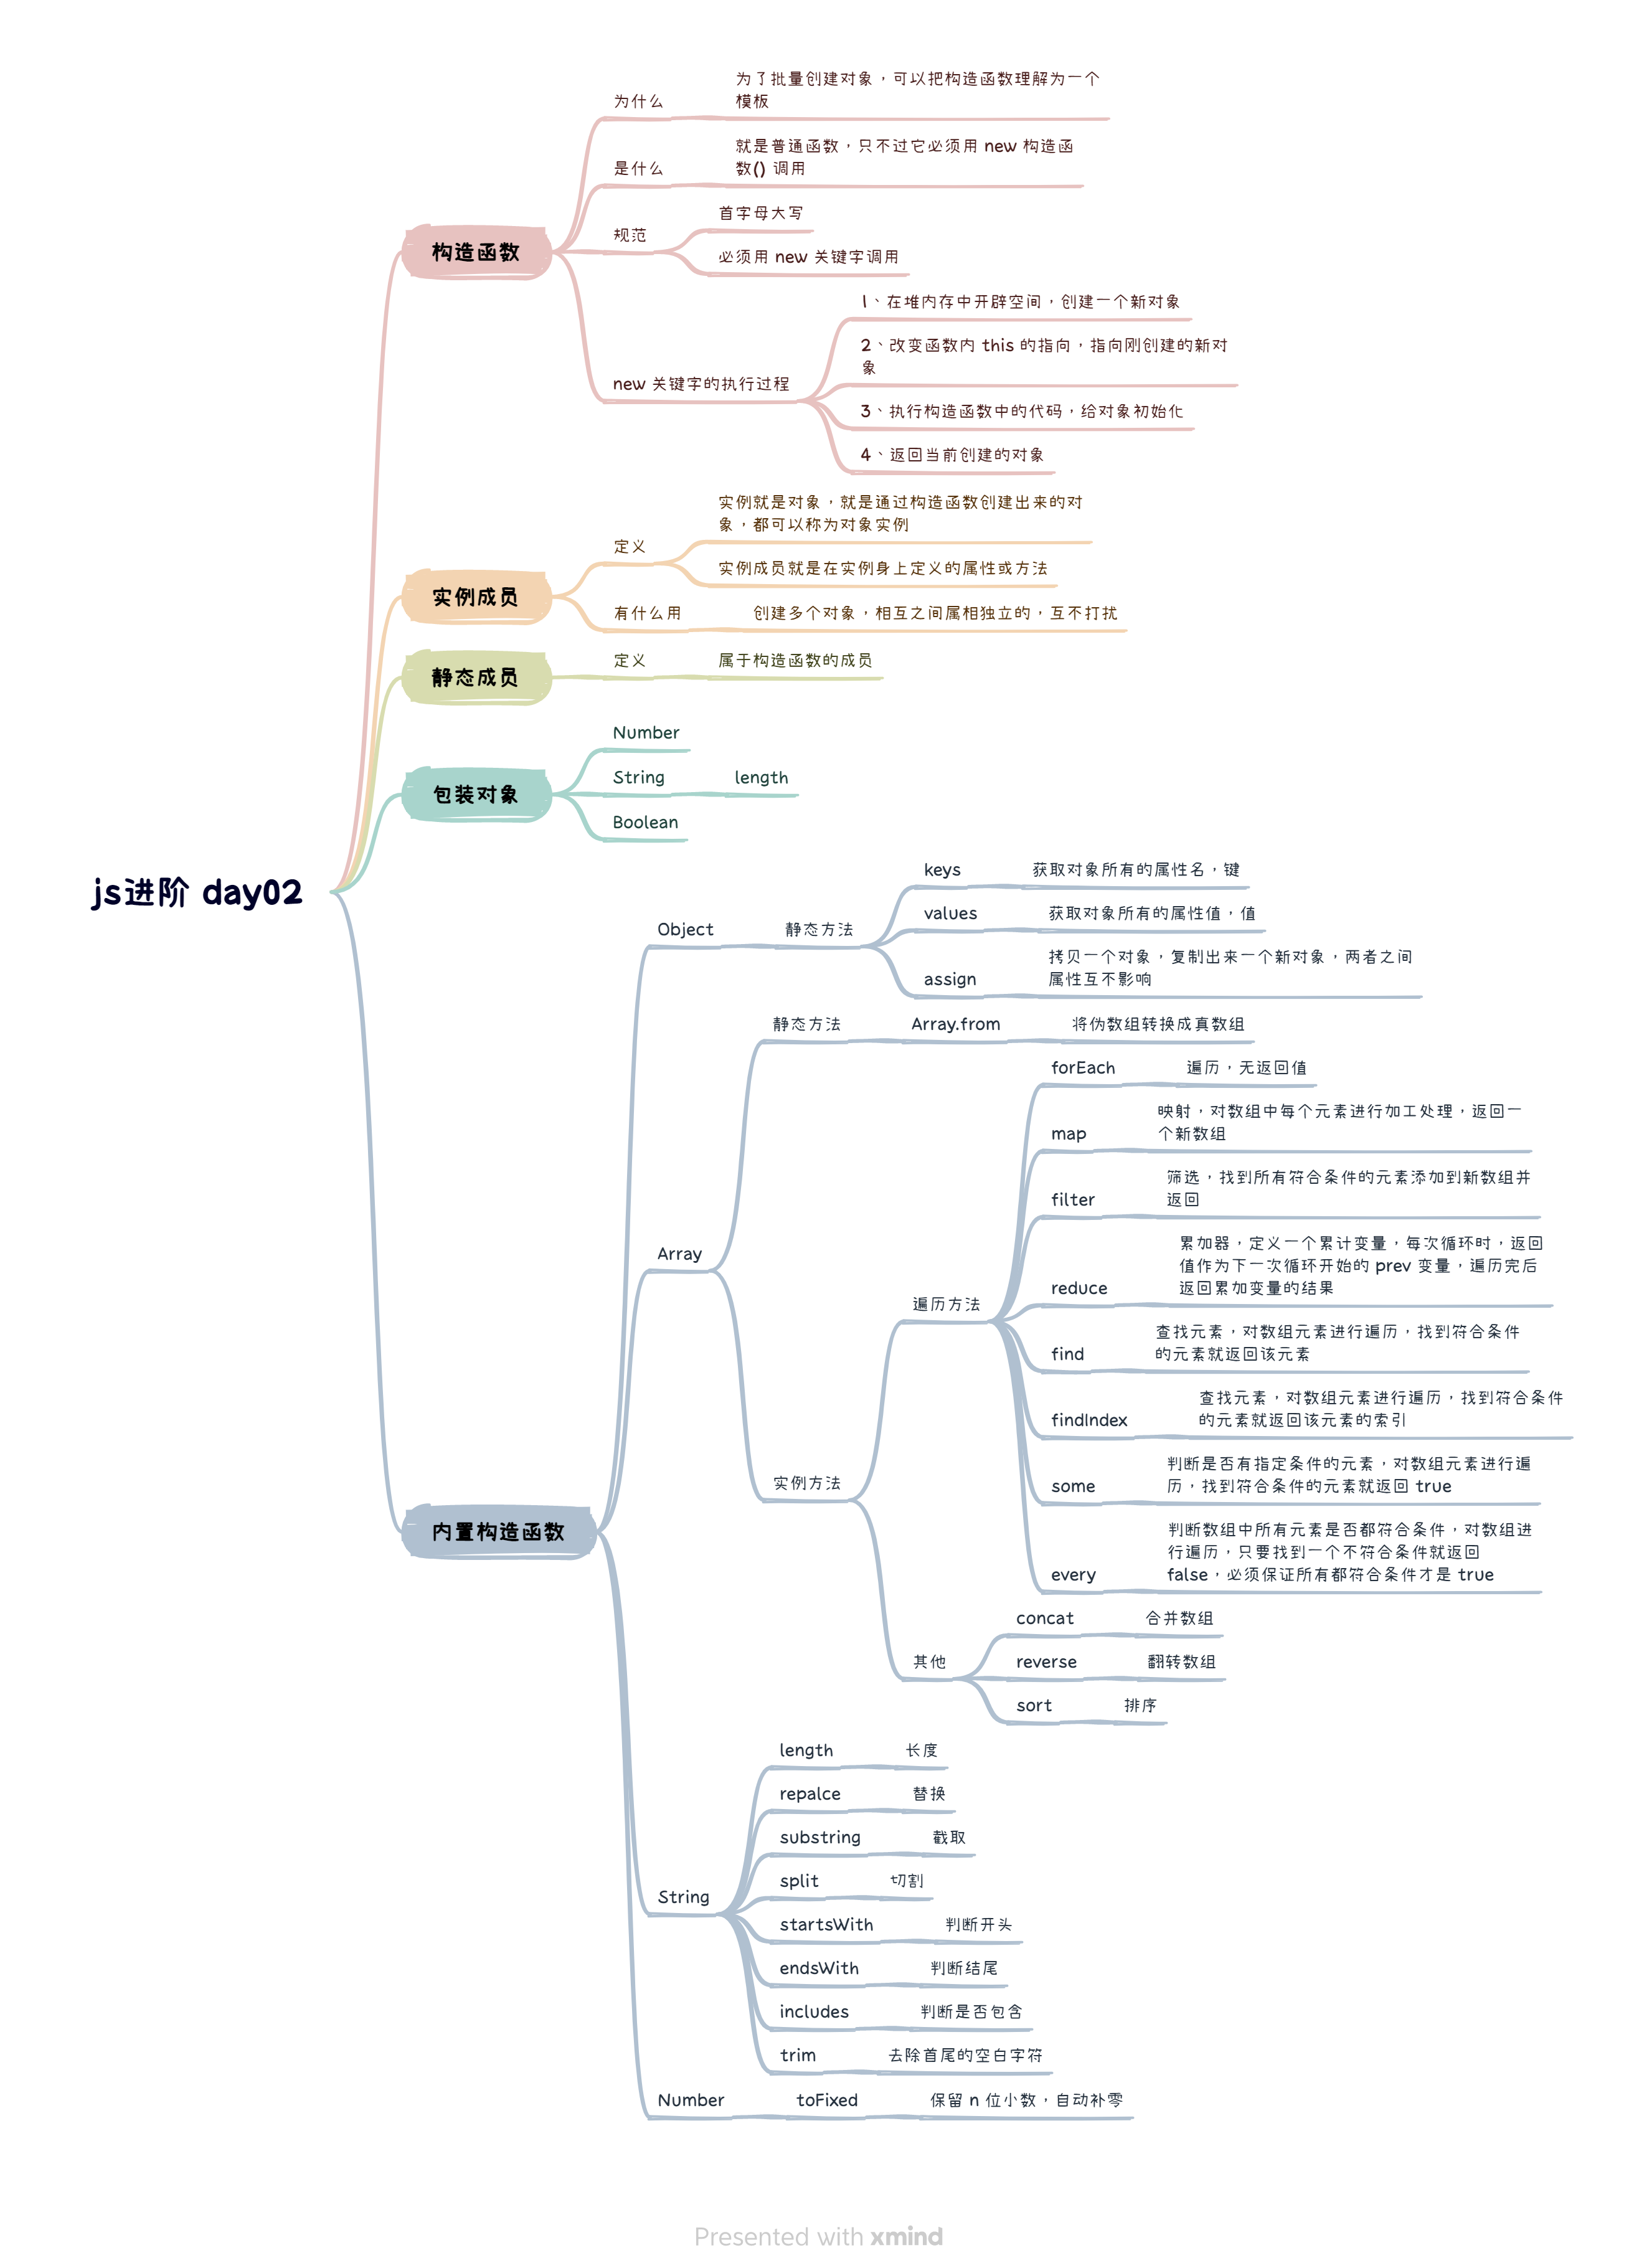 js进阶 day02
构造函数
为什么
为了批量创建对象，可以把构造函数理解为一个
模板
是什么
就是普通函数，只不过它必须用 new 构造函
数() 调用
规范
首字母大写
必须用 new 关键字调用
new 关键字的执行过程
1、在堆内存中开辟空间，创建一个新对象
2、改变函数内 this 的指向，指向刚创建的新对
象
3、执行构造函数中的代码，给对象初始化
4、返回当前创建的对象
实例成员
定义
实例就是对象，就是通过构造函数创建出来的对
象，都可以称为对象实例
实例成员就是在实例身上定义的属性或方法
有什么用
创建多个对象，相互之间属相独立的，互不打扰
静态成员
定义
属于构造函数的成员
包装对象
Number
String
length
Boolean
内置构造函数
Object
静态方法
keys
获取对象所有的属性名，键
values
获取对象所有的属性值，值
assign
拷贝一个对象，复制出来一个新对象，两者之间
属性互不影响
Array
静态方法
Array.from
将伪数组转换成真数组
实例方法
遍历方法
forEach
遍历，无返回值
map
映射，对数组中每个元素进行加工处理，返回一
个新数组
filter
筛选，找到所有符合条件的元素添加到新数组并
返回
reduce
累加器，定义一个累计变量，每次循环时，返回
值作为下一次循环开始的 prev 变量，遍历完后
返回累加变量的结果
find
查找元素，对数组元素进行遍历，找到符合条件
的元素就返回该元素
findIndex
查找元素，对数组元素进行遍历，找到符合条件
的元素就返回该元素的索引
some
判断是否有指定条件的元素，对数组元素进行遍
历，找到符合条件的元素就返回 true
every
判断数组中所有元素是否都符合条件，对数组进
行遍历，只要找到一个不符合条件就返回
false，必须保证所有都符合条件才是 true
其他
concat
合并数组
reverse
翻转数组
sort
排序
String
length
长度
repalce
替换
substring
截取
split
切割
startsWith
判断开头
endsWith
判断结尾
includes
判断是否包含
trim
去除首尾的空白字符
Number
toFixed
保留 n 位小数，自动补零
Presented with xmind